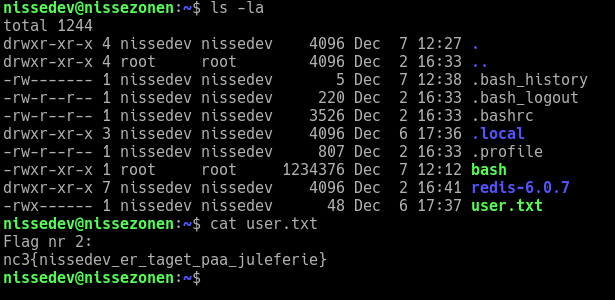 nissedev@nissezonen:~$ ls -la
total 1244
drwxr-xr-x 4 nissedev nissedev    4096 Dec  7 12:27 .
drwxr-xr-x 4 root     root        4096 Dec  2 16:33 ..
-rw------- 1 nissedev nissedev       5 Dec  7 12:38 .bash_history
-rw-r--r-- 1 nissedev nissedev     220 Dec  2 16:33 .bash_logout
-rw-r--r-- 1 nissedev nissedev    3526 Dec  2 16:33 .bashrc
drwxr-xr-x 3 nissedev nissedev    4096 Dec  6 17:36 .local
-rw-r--r-- 1 nissedev nissedev     807 Dec  2 16:33 .profile
-rwxr-xr-x 1 root     root     1234376 Dec  7 12:12 bash
drwxr-xr-x 7 nissedev nissedev    4096 Dec  2 16:41 redis-6.0.7
-rwx------ 1 nissedev nissedev      48 Dec  6 17:37 user.txt
nissedev@nissezonen:~$ cat user.txt
Flag nr 2:
nc3{nissedev_er_taget_paa_juleferie}
nissedev@nissezonen:~$